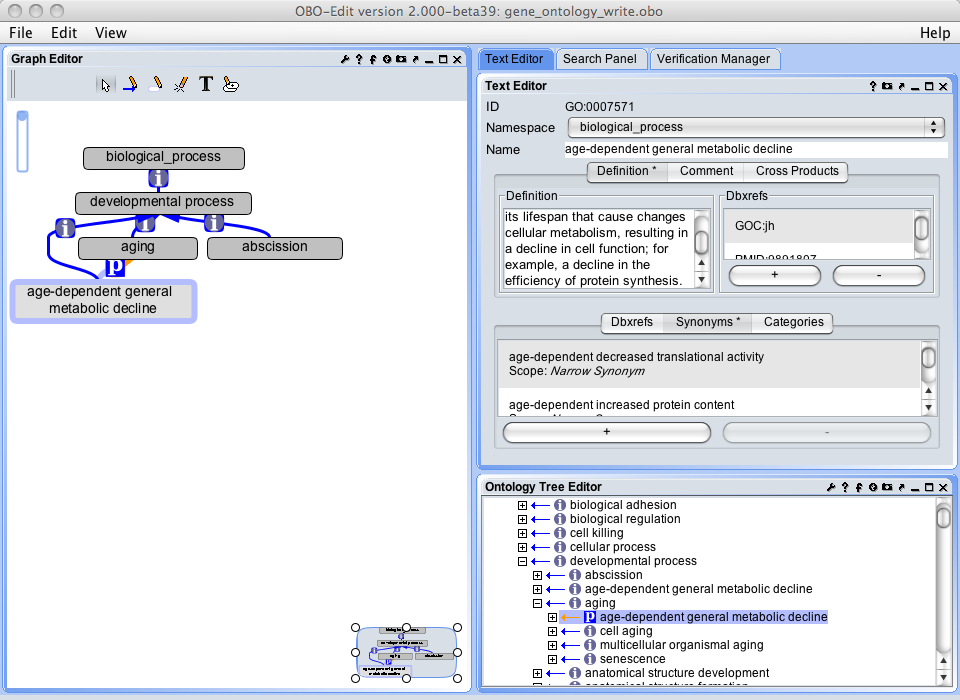 OBO-Edit version 2.000-beta39: gene_ontology_write.obo
File Edit View Help
Graph Editor
T
biological_process
i
developmental process
i i i
aging abscission
p
age-dependent general
metabolic decline
Text Editor Search Panel Verification Manager
Text Editor
ID GO:0007571
Namespace biological_process
Name age-dependent general metabolic decline
Definition * Comment Cross Products
Definition
its lifespan that cause changes
cellular metabolism, resulting in
a decline in cell function; for
example, a decline in the
efficiency of protein synthesis.
Dbxrefs
GOC:jh
PMID:9891807
+ -
Dbxrefs Synonyms * Categories
age-dependent decreased translational activity
Scope: Narrow Synonym
age-dependent increased protein content
+ -
Ontology Tree Editor
i biological adhesion
i biological regulation
i cell killing
i cellular process
i developmental process
i abscission
i age-dependent general metabolic decline
i aging
p age-dependent general metabolic decline
i cell aging
i multicellular organismal aging
i senescence
i anatomical structure development
anatomical structure formation